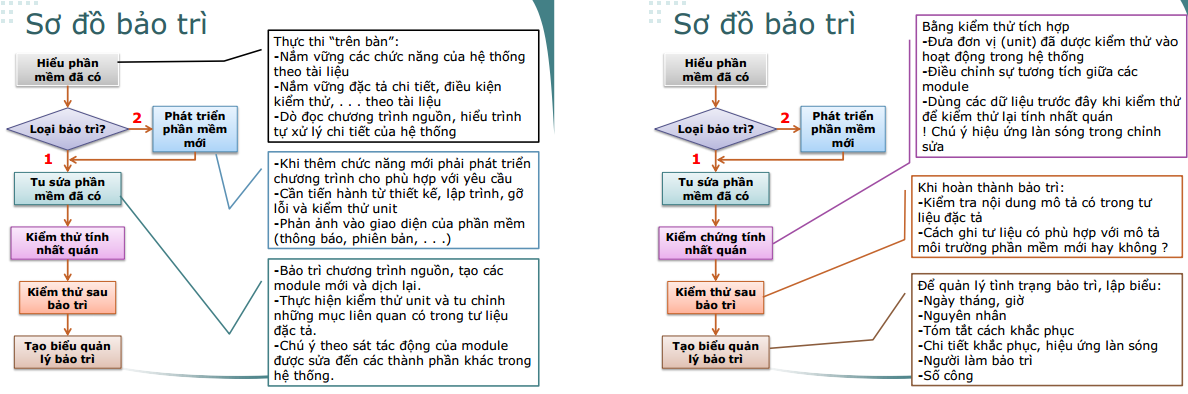 Sơ đồ bảo trì
Hiểu phần
mềm đã có
Loại bảo trì?
2
Phát triển
phần mềm
mới
1
Tu sửa phần
mềm đã có
Kiểm thử tính
nhất quán
Kiểm thử sau
bảo trì
Tạo biểu quản
lý bảo trì
Thực thi “trên bàn”:
-Nắm vững các chức năng của hệ thống
theo tài liệu
-Nắm vững đặc tả chi tiết, điều kiện
kiểm thử, . . . theo tài liệu
-Dò đọc chương trình nguồn, hiểu trình
tự xử lý chi tiết của hệ thống
-Khi thêm chức năng mới phải phát triển
chương trình cho phù hợp với yêu cầu
-Cần tiến hành từ thiết kế, lập trình, gỡ
lỗi và kiểm thử unit
-Phản ảnh vào giao diện của phần mềm
(thông báo, phiên bản, . . .)
-Bảo trì chương trình nguồn, tạo các
module mới và dịch lại.
-Thực hiện kiểm thử unit và tu chỉnh
những mục liên quan có trong tư liệu
đặc tả.
-Chú ý theo sát tác động của module
được sửa đến các thành phần khác trong
hệ thống.
Sơ đồ bảo trì
Hiểu phần
mềm đã có
Loại bảo trì?
2
Phát triển
phần mềm
mới
1
Tu sửa phần
mềm đã có
Kiểm chứng tính
nhất quán
Kiểm thử sau
bảo trì
Tạo biểu quản
lý bảo trì
Bằng kiểm thử tích hợp
-Đưa đơn vị (unit) đã dược kiểm thử vào
hoạt động trong hệ thống
-Điều chỉnh sự tương tích giữa các
module
-Dùng các dữ liệu trước đây khi kiểm thử
để kiểm thử lại tính nhất quán
! Chú ý hiệu ứng làn sóng trong chỉnh
sửa
Khi hoàn thành bảo trì:
-Kiểm tra nội dung mô tả có trong tư
liệu đặc tả
-Cách ghi tư liệu có phù hợp với mô tả
môi trường phần mềm mới hay không ?
Để quản lý tình trạng bảo trì, lập biểu:
-Ngày tháng, giờ
-Nguyên nhân
-Tóm tắt cách khắc phục
-Chi tiết khắc phục, hiệu ứng làn sóng
-Người làm bảo trì
-Số công